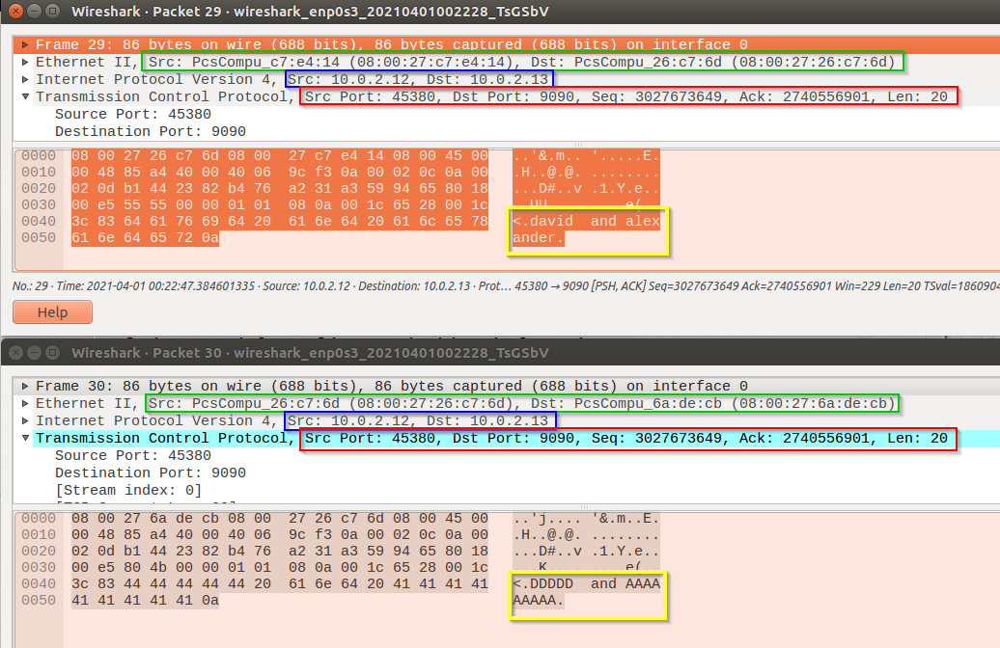 Wireshark · Packet 29 · wireshark_enp0s3_20210401002228_TsGSbV
Frame 29: 86 bytes on wire (688 bits), 86 bytes captured (688 bits) on interface 0
Ethernet II, Src: PcsCompu_c7:e4:14 (08:00:27:c7:e4:14), Dst: PcsCompu_26:c7:6d (08:00:27:26:c7:6d)
Internet Protocol Version 4, Src: 10.0.2.12, Dst: 10.0.2.13
Transmission Control Protocol, Src Port: 45380, Dst Port: 9090, Seq: 3027673649, Ack: 2740556901, Len: 20
Source Port: 45380
Destination Port: 9090
0000 08 00 27 26 c7 6d 08 00 27 c7 e4 14 08 00 45 00 ..'&.m.. '.....E.
0010 00 48 85 a4 40 00 40 06 9c f3 0a 00 02 0c 0a 00 .H..@.@. ........
0020 02 0d b1 44 23 82 b4 76 a2 31 a3 59 94 65 80 18 ...D#..v .1.Y.e..
0030 00 e5 55 55 00 00 01 01 08 0a 00 1c 65 28 00 1c ..UU.... ....e(..
0040 3c 83 64 61 76 69 64 20 61 6e 64 20 61 6c 65 78 <.david and alex
0050 61 6e 64 65 72 0a ander.
No.: 29 · Time: 2021-04-01 00:22:47.384601335 · Source: 10.0.2.12 · Destination: 10.0.2.13 · Prot... 45380 → 9090 [PSH, ACK] Seq=3027673649 Ack=2740556901 Win=229 Len=20 TSval=1860904
Help
Wireshark · Packet 30 · wireshark_enp0s3_20210401002228_TsGSbV
Frame 30: 86 bytes on wire (688 bits), 86 bytes captured (688 bits) on interface 0
Ethernet II, Src: PcsCompu_26:c7:6d (08:00:27:26:c7:6d), Dst: PcsCompu_6a:de:cb (08:00:27:6a:de:cb)
Internet Protocol Version 4, Src: 10.0.2.12, Dst: 10.0.2.13
Transmission Control Protocol, Src Port: 45380, Dst Port: 9090, Seq: 3027673649, Ack: 2740556901, Len: 20
Source Port: 45380
Destination Port: 9090
[Stream index: 0]
0000 08 00 27 6a de cb 08 00 27 26 c7 6d 08 00 45 00 ..'j.... '&.m..E.
0010 00 48 85 a4 40 00 40 06 9c f3 0a 00 02 0c 0a 00 .H..@.@. ........
0020 02 0d b1 44 23 82 b4 76 a2 31 a3 59 94 65 80 18 ...D#..v .1.Y.e..
0030 00 e5 80 4b 00 00 01 01 08 0a 00 1c 65 28 00 1c ...K.... ....e(..
0040 3c 83 44 44 44 44 44 20 61 6e 64 20 41 41 41 41 <.DDDDD and AAAA
0050 41 41 41 41 41 0a AAAAA.